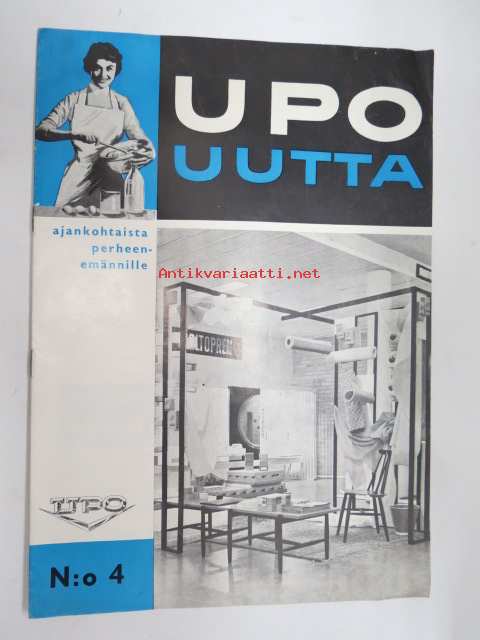 UPO
UUTTA
ajankohtaista
perheen-
emännille
Antikvariaatti.net
UPO
N:o 4